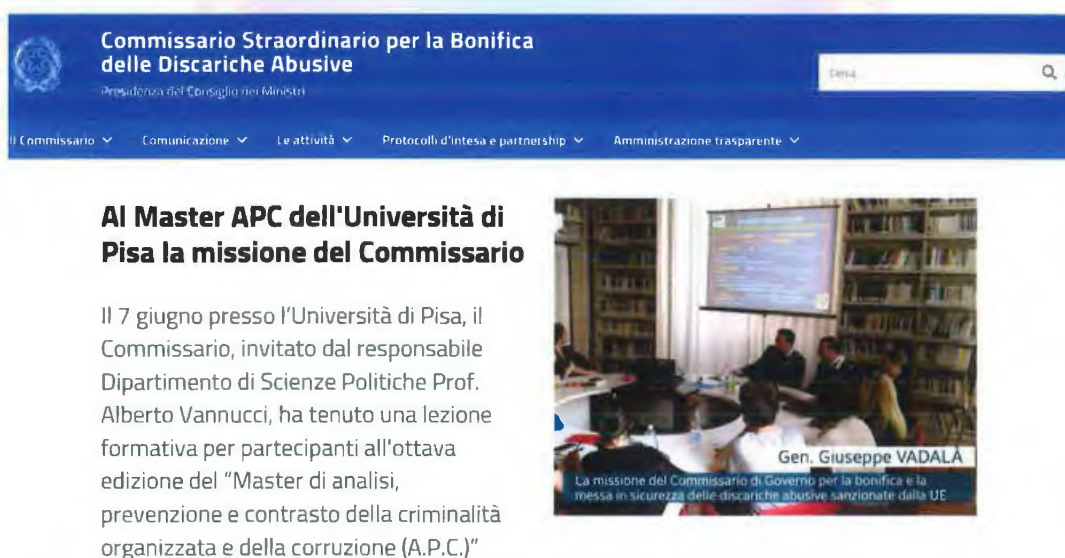 Commissario Straordinario per la Bonifica
delle Discariche Abusive
Presidenza del Consiglio dei Ministri
Cerca...
Il Commissario
Comunicazione
Le attività
Protocolli d'intesa e partnership
Amministrazione trasparente
Al Master APC dell'Università di
Pisa la missione del Commissario
Il 7 giugno presso l'Università di Pisa, il
Commissario, invitato dal responsabile
Dipartimento di Scienze Politiche Prof.
Alberto Vannucci, ha tenuto una lezione
formativa per partecipanti all'ottava
edizione del "Master di analisi,
prevenzione e contrasto della criminalità
organizzata e della corruzione (A.P.C.)"
Gen. Giuseppe VADALÀ
La missione del Commissario di Governo per la bonifica e la
messa in sicurezza delle discariche abusive sanzionate dalla UE